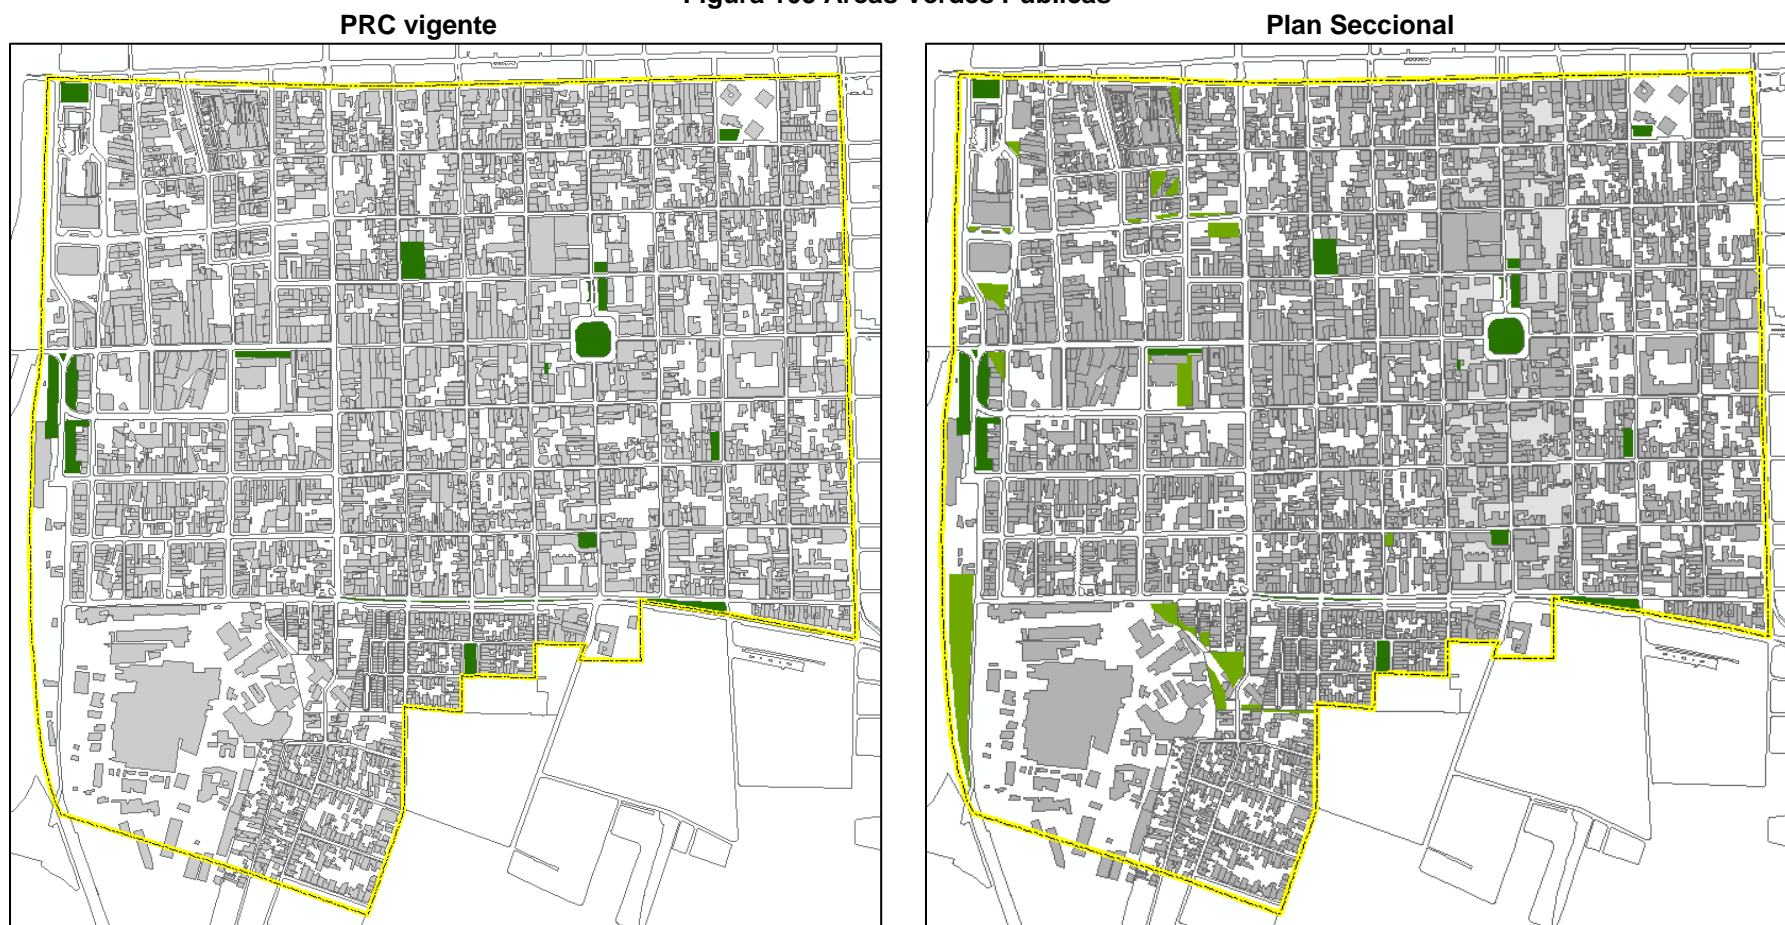 Figura 103 Áreas Verdes Públicas
PRC vigente
Plan Seccional